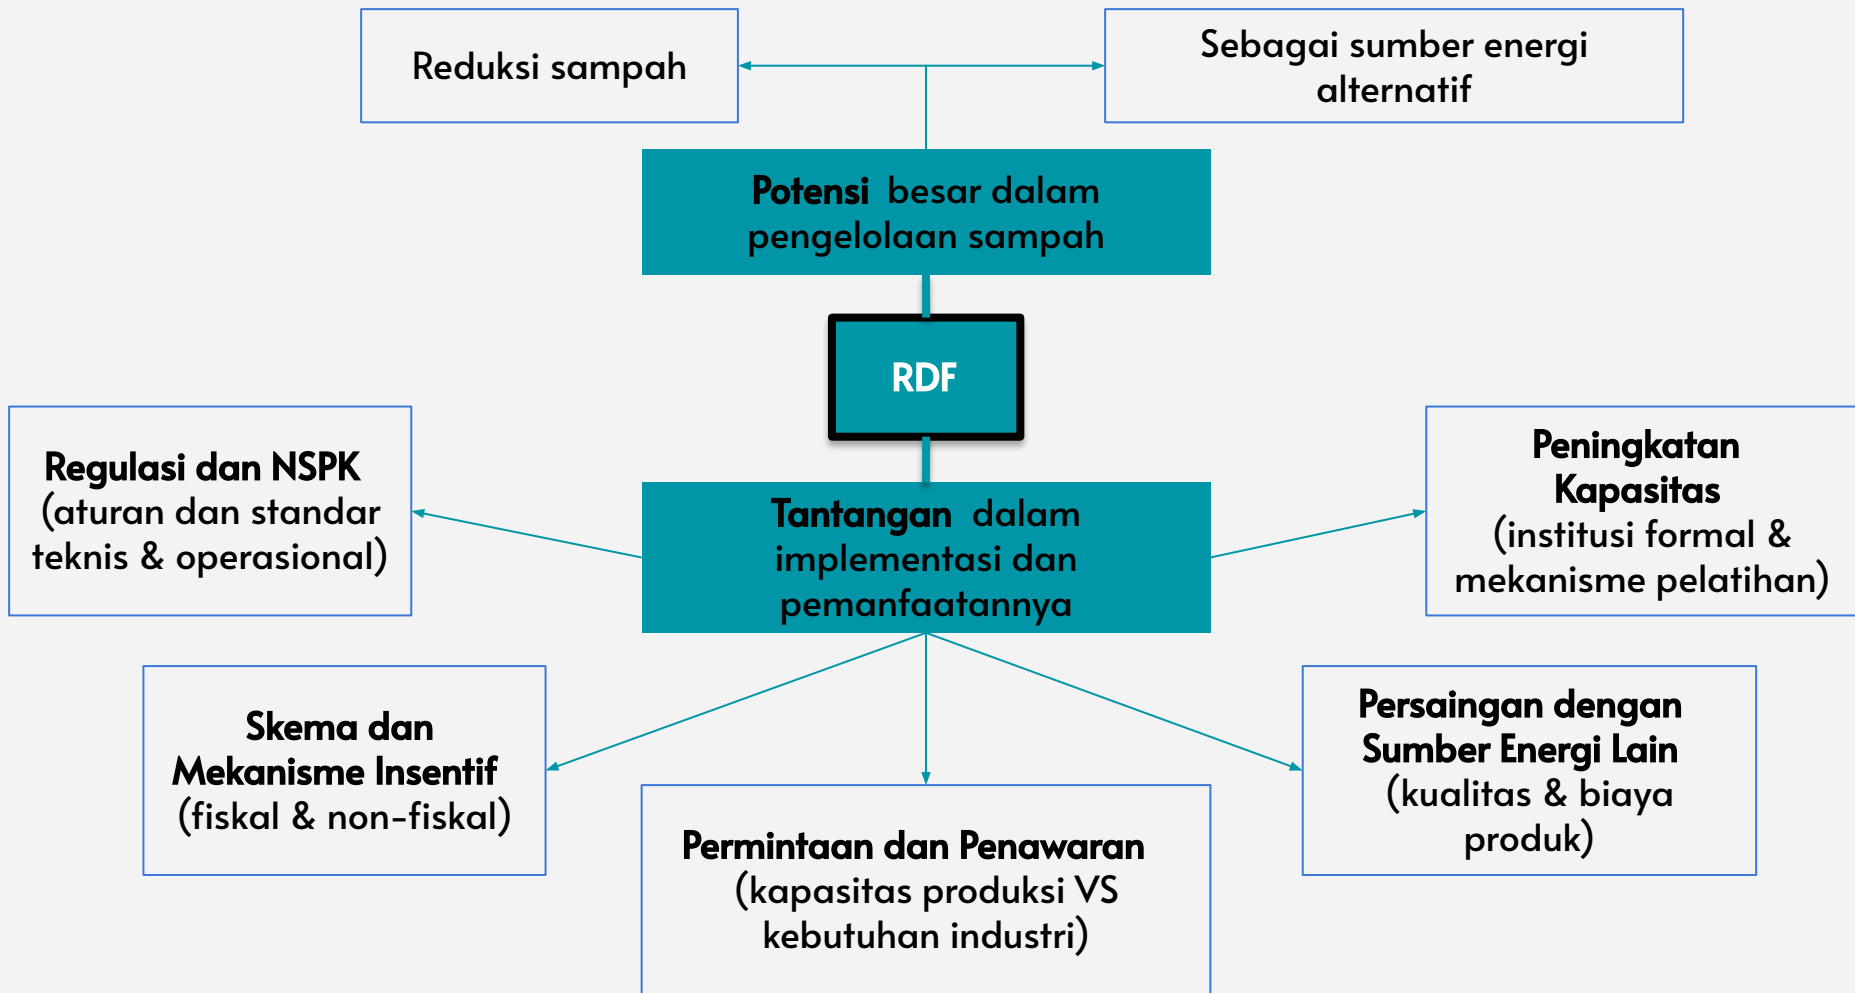 Reduksi sampah
Sebagai sumber energi
alternatif
Potensi besar dalam
pengelolaan sampah
RDF
Regulasi dan NSPK
(aturan dan standar
teknis & operasional)
Tantangan dalam
implementasi dan
pemanfaatannya
Peningkatan
Kapasitas
(institusi formal &
mekanisme pelatihan)
Skema dan
Mekanisme Insentif
(fiskal & non-fiskal)
Permintaan dan Penawaran
(kapasitas produksi VS
kebutuhan industri)
Persaingan dengan
Sumber Energi Lain
(kualitas & biaya
produk)